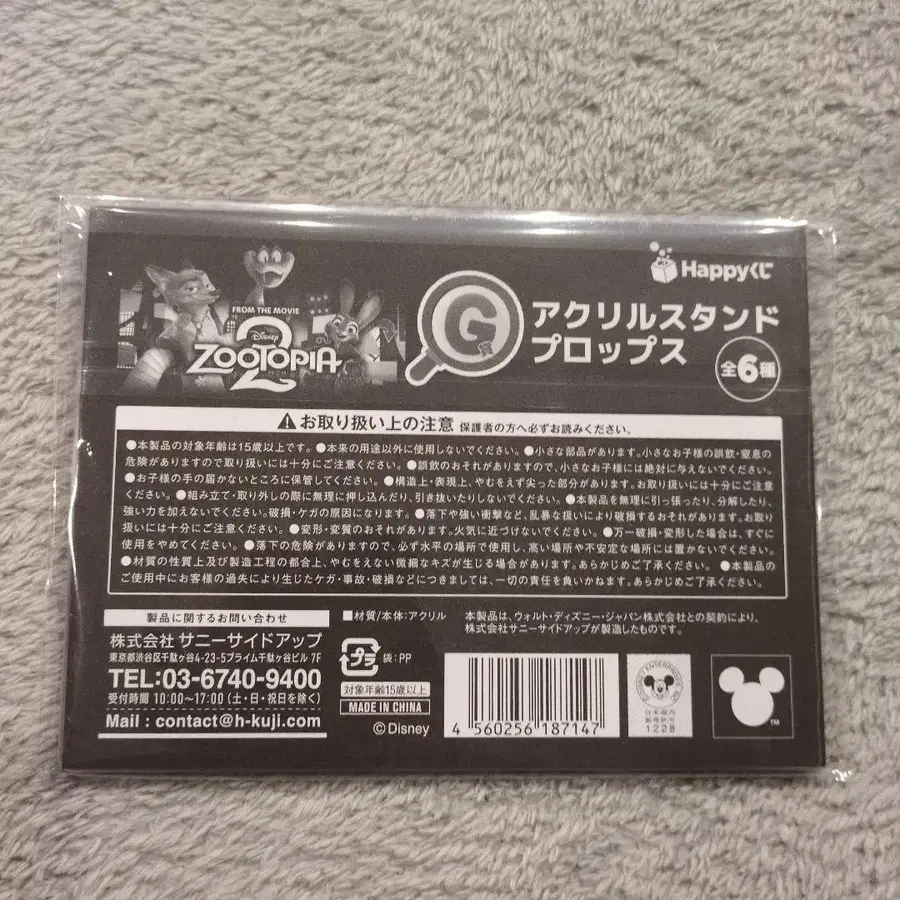 Happyくじ
FROM THE MOVIE
Disney
ZOOTOPIA
2
G賞
アクリルスタンド
プロップス
全6種
お取り扱い上の注意 保護者の方へ必ずお読みください。
●本製品の対象年齢は15歳以上です。●本来の用途以外に使用しないでください。●小さな部品があります。小さなお子様の誤飲・窒息の
危険がありますので取り扱いには十分にご注意ください。●誤飲のおそれがありますので、小さなお子様には絶対に与えないでください。
●お子様の手の届かないところに保管してください。●構造上・表現上、やむをえず尖った部分があります。お取り扱いには十分にご注意
ください。●組み立て・取り外しの際に無理に押し込んだり、引き抜いたりしないでください。●本製品を無理に引っ張ったり、分解したり、
強い力を加えないでください。破損・ケガの原因になります。●落下や強い衝撃など、乱暴な扱いにより破損するおそれがあります。お取り
扱いには十分にご注意ください。●変形・変質のおそれがあります。火気に近づけないでください。●万一破損・変形した場合は、すぐに
使用をやめてください。●落下の危険がありますので、必ず水平の場所で使用し、高い場所や不安定な場所には置かないでください。
●材質の性質上及び製造工程の都合上、やむをえない微細なキズが生じる場合があります。あらかじめご了承ください。●本製品の
ご使用中にお客様の過失により生じたケガ・事故・破損などにつきましては、一切の責任を負いかねます。あらかじめご了承ください。
製品に関するお問い合わせ
株式会社 サニーサイドアップ
東京都渋谷区千駄ヶ谷4-23-5プライム千駄ヶ谷ビル 7F
TEL:03-6740-9400
受付時間 10:00〜17:00(土・日・祝日を除く)
Mail : contact@h-kuji.com
■材質/本体:アクリル
プラ
袋:PP
対象年齢15歳以上
MADE IN CHINA
©Disney
本製品は、ウォルト・ディズニー・ジャパン株式会社との契約により、
株式会社サニーサイドアップが製造したものです。
4 560256 187147
日本国内
製商許可
1228
TM